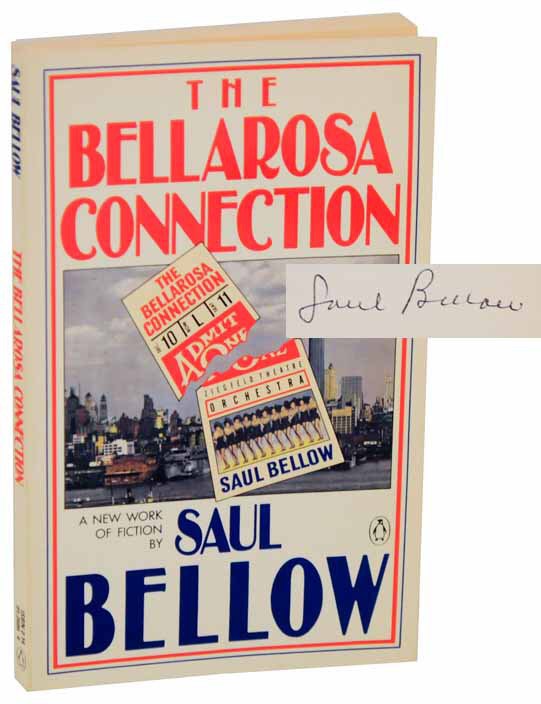 THE
BELLAROSA
CONNECTION
THE
BELLAROSA
CONNECTION
10 L 11
ADMIT
ONE
ZIEGFELD THEATRE
ORCHESTRA
SAUL BELLOW
A NEW WORK
OF FICTION
BY
SAUL
BELLOW
SAUL BELLOW
THE BELLAROSA CONNECTION
Saul Bellow